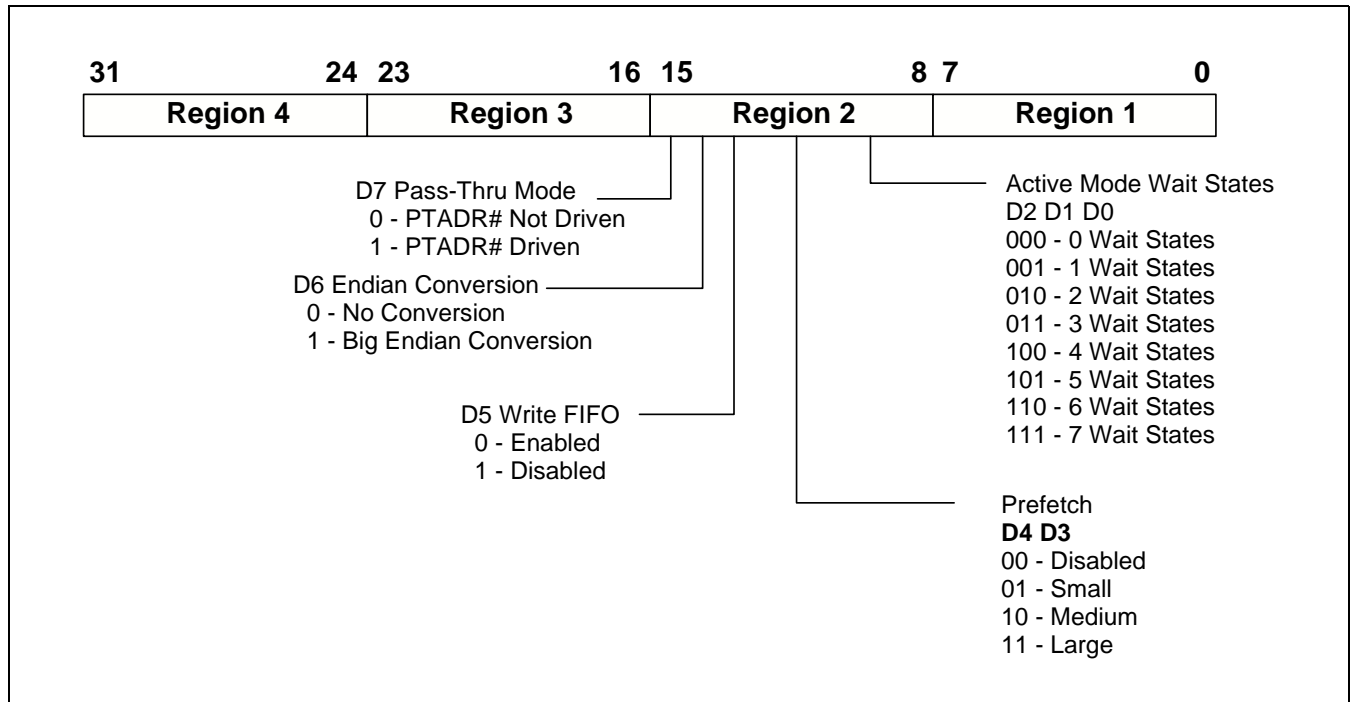 31 24 23 16 15 8 7 0
Region 4 Region 3 Region 2 Region 1
D7 Pass-Thru Mode
0 - PTADR# Not Driven
1 - PTADR# Driven
D6 Endian Conversion
0 - No Conversion
1 - Big Endian Conversion
D5 Write FIFO
0 - Enabled
1 - Disabled
Active Mode Wait States
D2 D1 D0
000 - 0 Wait States
001 - 1 Wait States
010 - 2 Wait States
011 - 3 Wait States
100 - 4 Wait States
101 - 5 Wait States
110 - 6 Wait States
111 - 7 Wait States
Prefetch
D4 D3
00 - Disabled
01 - Small
10 - Medium
11 - Large